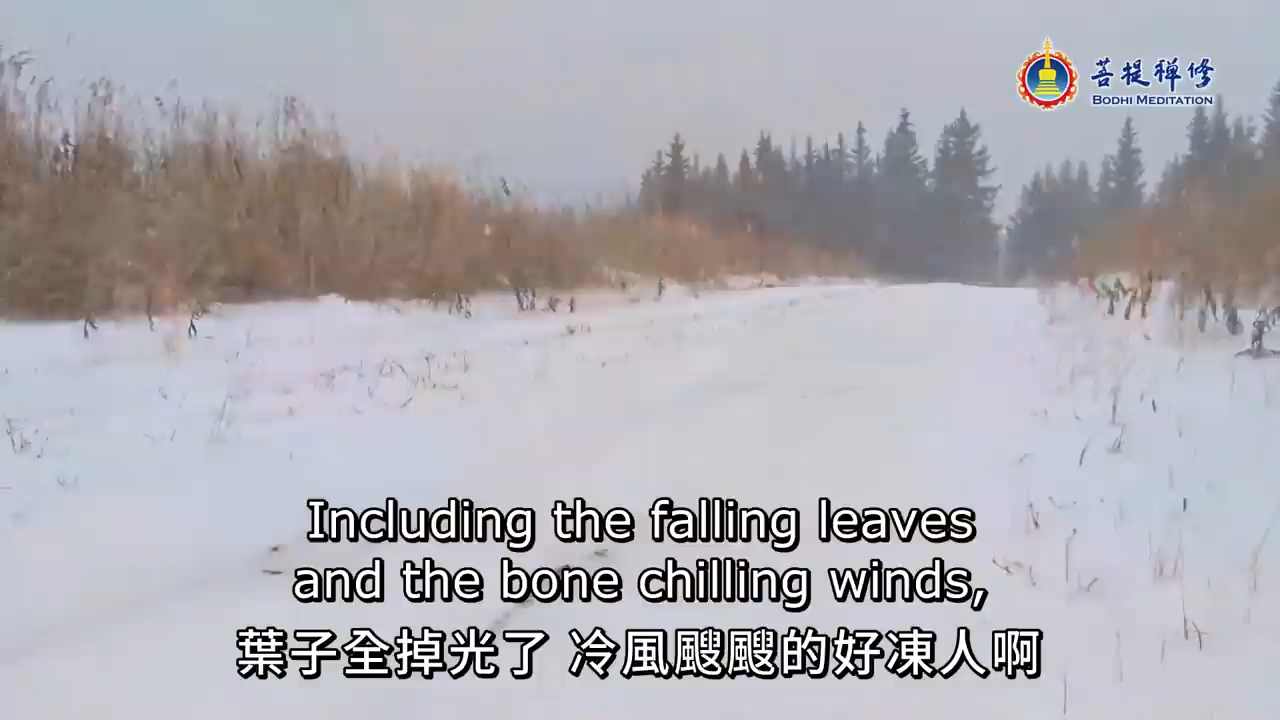 菩提禪修
BODHI MEDITATION
Including the falling leaves
and the bone chilling winds,
葉子全掉光了 冷風颼颼的好凍人啊